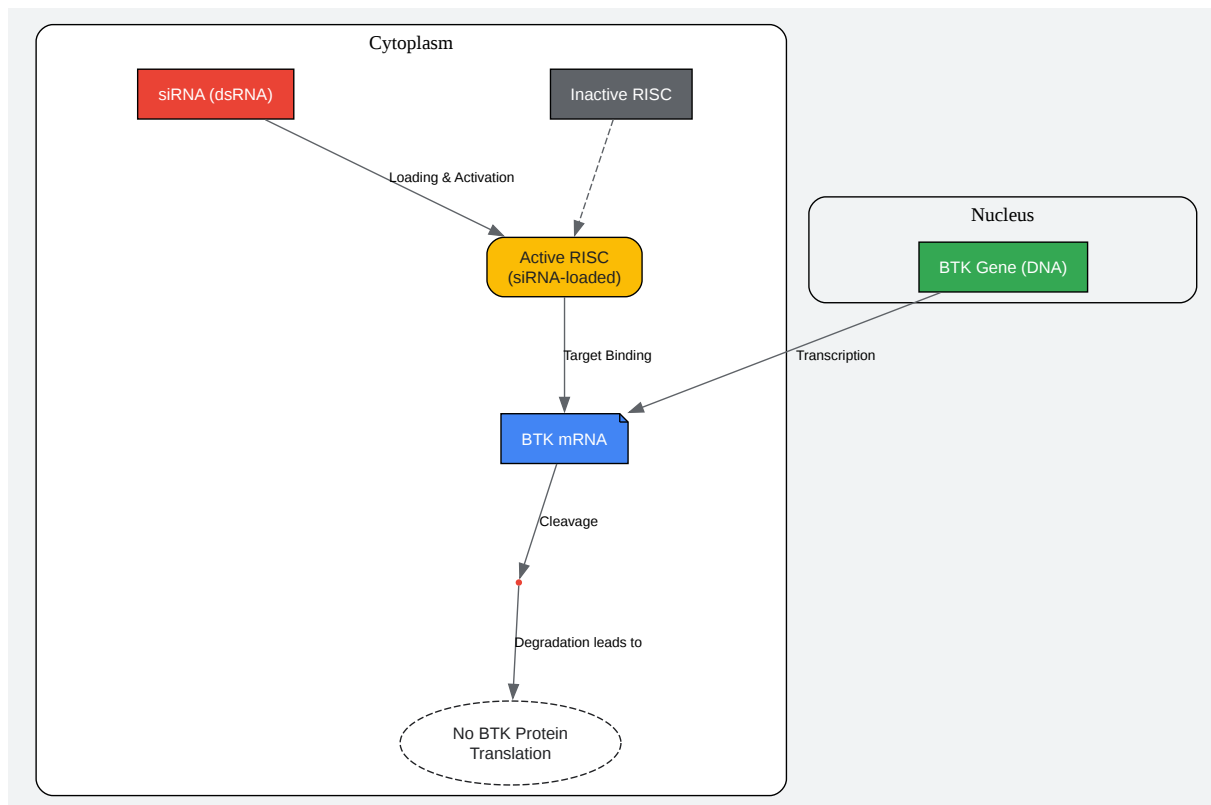 Cytoplasm
siRNA (dsRNA)
Inactive RISC
Loading & Activation
Nucleus
Active RISC
(siRNA-loaded)
BTK Gene (DNA)
Target Binding
Transcription
BTK mRNA
Cleavage
Degradation leads to
No BTK Protein
Translation